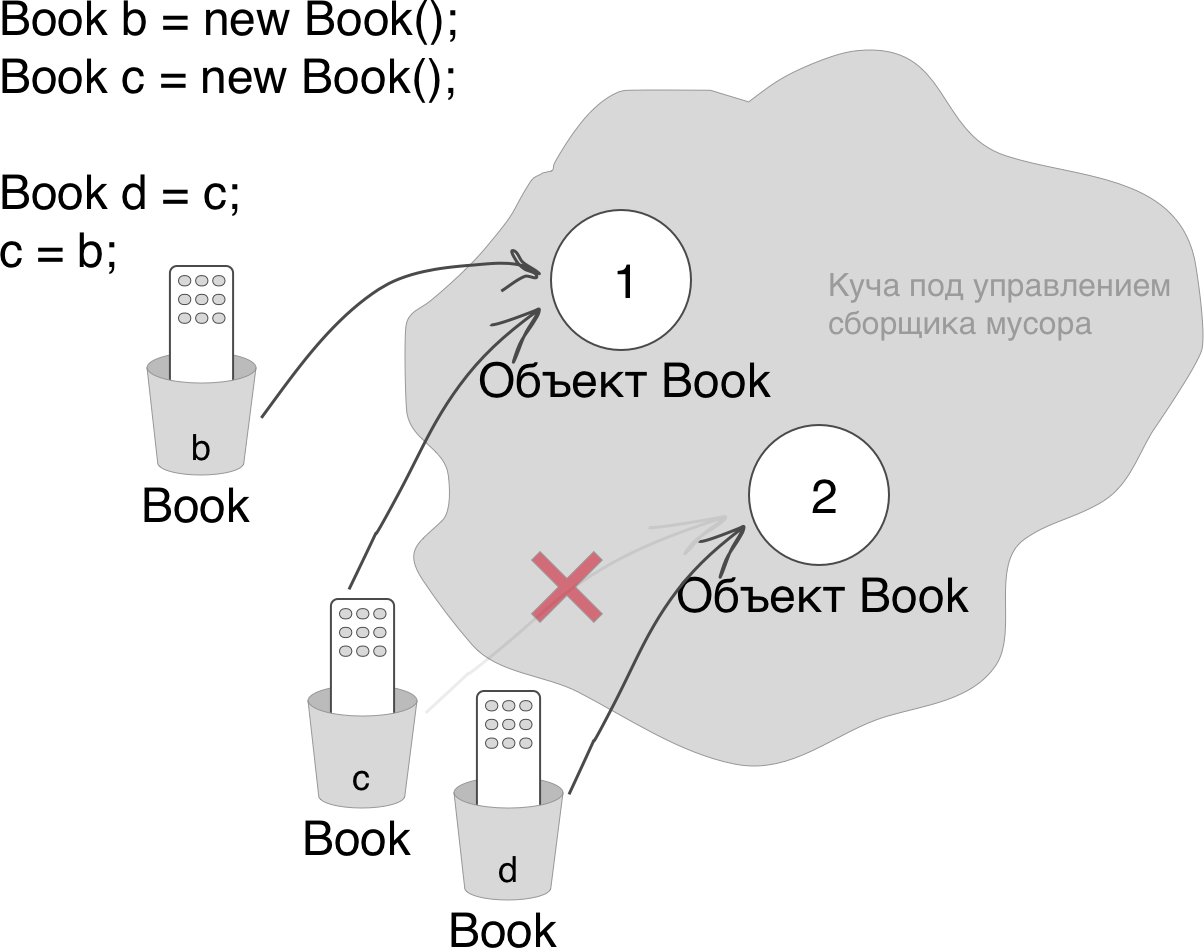 Book b = new Book();
Book c = new Book();
Book d = c;
c = b;
1
Куча под управлением
сборщика мусора
Объект Book
b
Book
2
Объект Book
c
Book
d
Book